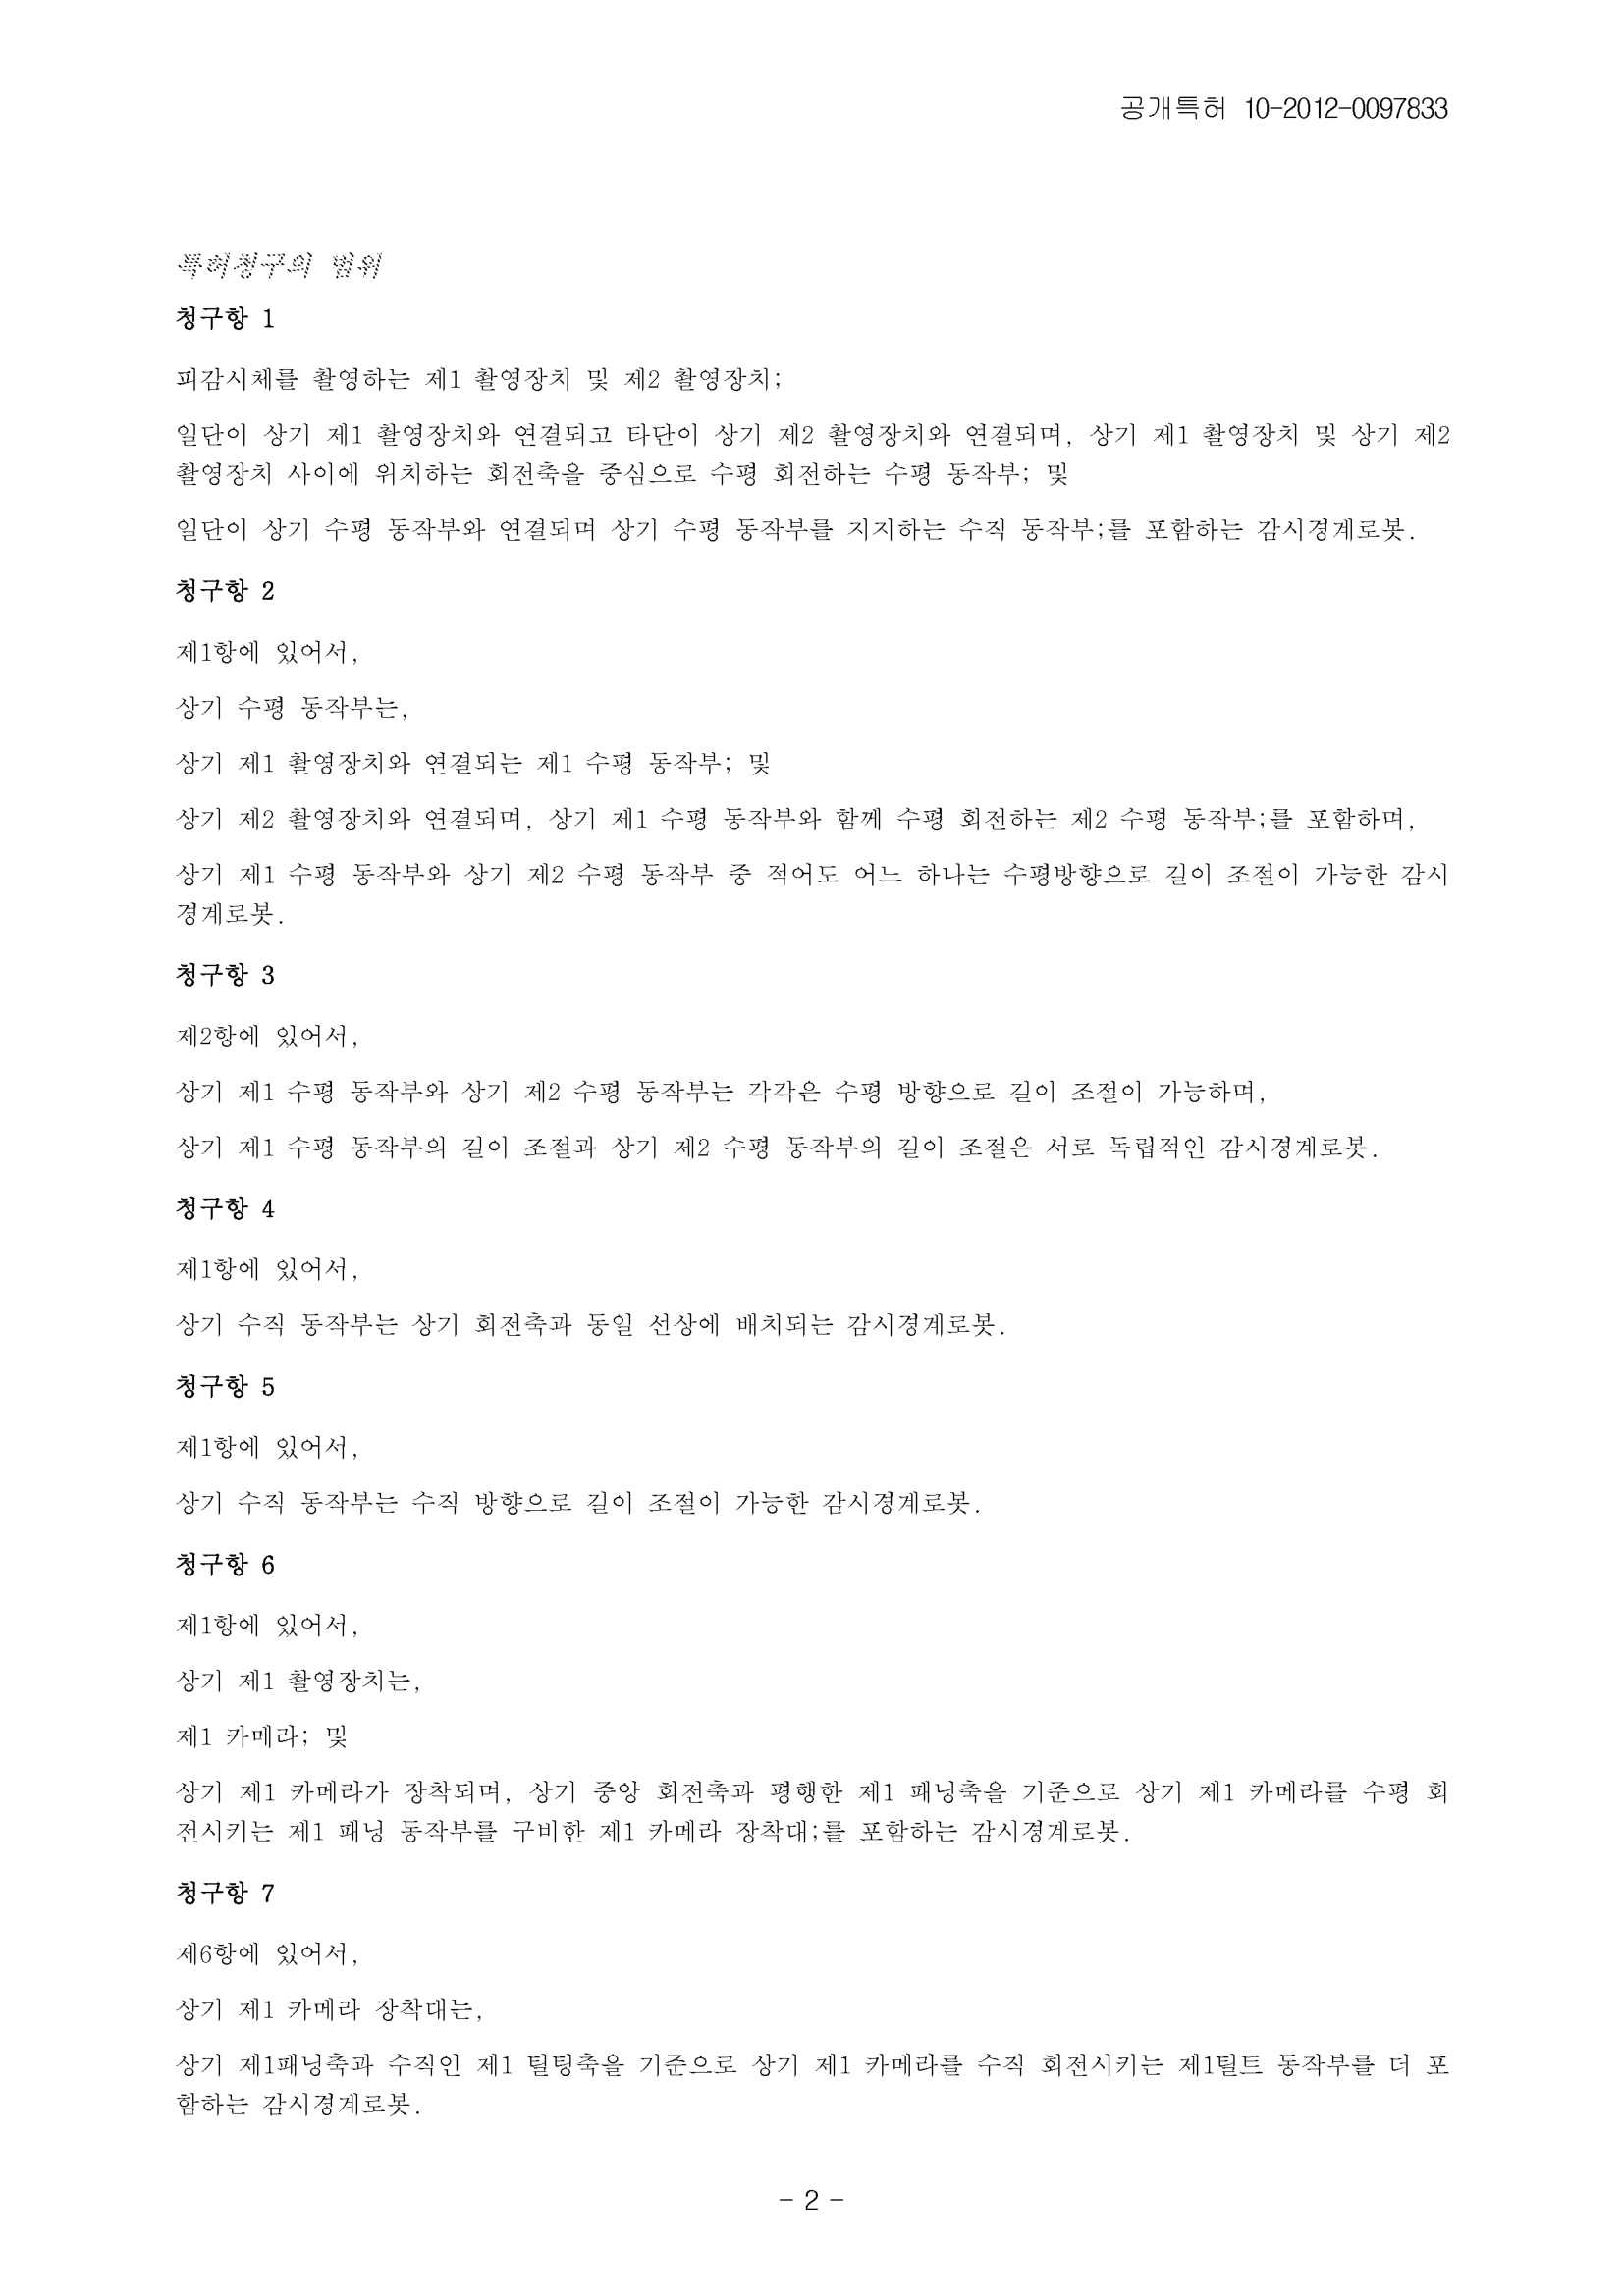 공개특허 10-2012-0097833
특허청구의 범위
청구항 1
피감시체를 촬영하는 제1 촬영장치 및 제2 촬영장치;
일단이 상기 제1 촬영장치와 연결되고 타단이 상기 제2 촬영장치와 연결되며, 상기 제1 촬영장치 및 상기 제2
촬영장치 사이에 위치하는 회전축을 중심으로 수평 회전하는 수평 동작부; 및
일단이 상기 수평 동작부와 연결되며 상기 수평 동작부를 지지하는 수직 동작부;를 포함하는 감시경계로봇.
청구항 2
제1항에 있어서,
상기 수평 동작부는,
상기 제1 촬영장치와 연결되는 제1 수평 동작부; 및
상기 제2 촬영장치와 연결되며, 상기 제1 수평 동작부와 함께 수평 회전하는 제2 수평 동작부;를 포함하며,
상기 제1 수평 동작부와 상기 제2 수평 동작부 중 적어도 어느 하나는 수평방향으로 길이 조절이 가능한 감시
경계로봇.
청구항 3
제2항에 있어서,
상기 제1 수평 동작부와 상기 제2 수평 동작부는 각각은 수평 방향으로 길이 조절이 가능하며,
상기 제1 수평 동작부의 길이 조절과 상기 제2 수평 동작부의 길이 조절은 서로 독립적인 감시경계로봇.
청구항 4
제1항에 있어서,
상기 수직 동작부는 상기 회전축과 동일 선상에 배치되는 감시경계로봇.
청구항 5
제1항에 있어서,
상기 수직 동작부는 수직 방향으로 길이 조절이 가능한 감시경계로봇.
청구항 6
제1항에 있어서,
상기 제1 촬영장치는,
제1 카메라; 및
상기 제1 카메라가 장착되며, 상기 중앙 회전축과 평행한 제1 패닝축을 기준으로 상기 제1 카메라를 수평 회
전시키는 제1 패닝 동작부를 구비한 제1 카메라 장착대;를 포함하는 감시경계로봇.
청구항 7
제6항에 있어서,
상기 제1 카메라 장착대는,
상기 제1패닝축과 수직인 제1 틸팅축을 기준으로 상기 제1 카메라를 수직 회전시키는 제1틸트 동작부를 더 포
함하는 감시경계로봇.
- 2 -